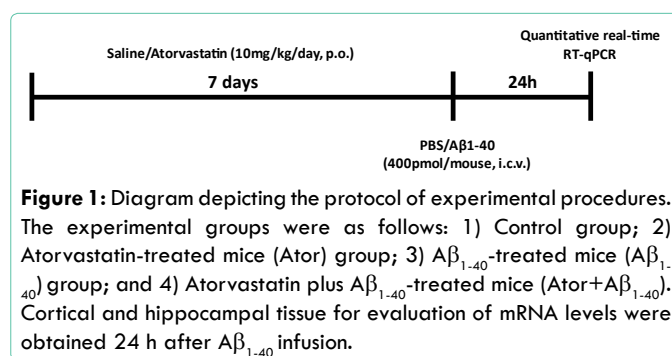 Quantitative real-time
RT-qPCR
Saline/Atorvastatin (10mg/kg/day, p.o.)
7 days
24h
PBS/Aβ1-40
(400pmol/mouse, i.c.v.)
Figure 1: Diagram depicting the protocol of experimental procedures.
The experimental groups were as follows: 1) Control group; 2)
Atorvastatin-treated mice (Ator) group; 3) Aβ1-40-treated mice (Aβ1-
40) group; and 4) Atorvastatin plus Aβ1-40-treated mice (Ator+Aβ1-40).
Cortical and hippocampal tissue for evaluation of mRNA levels were
obtained 24 h after Aβ1-40 infusion.